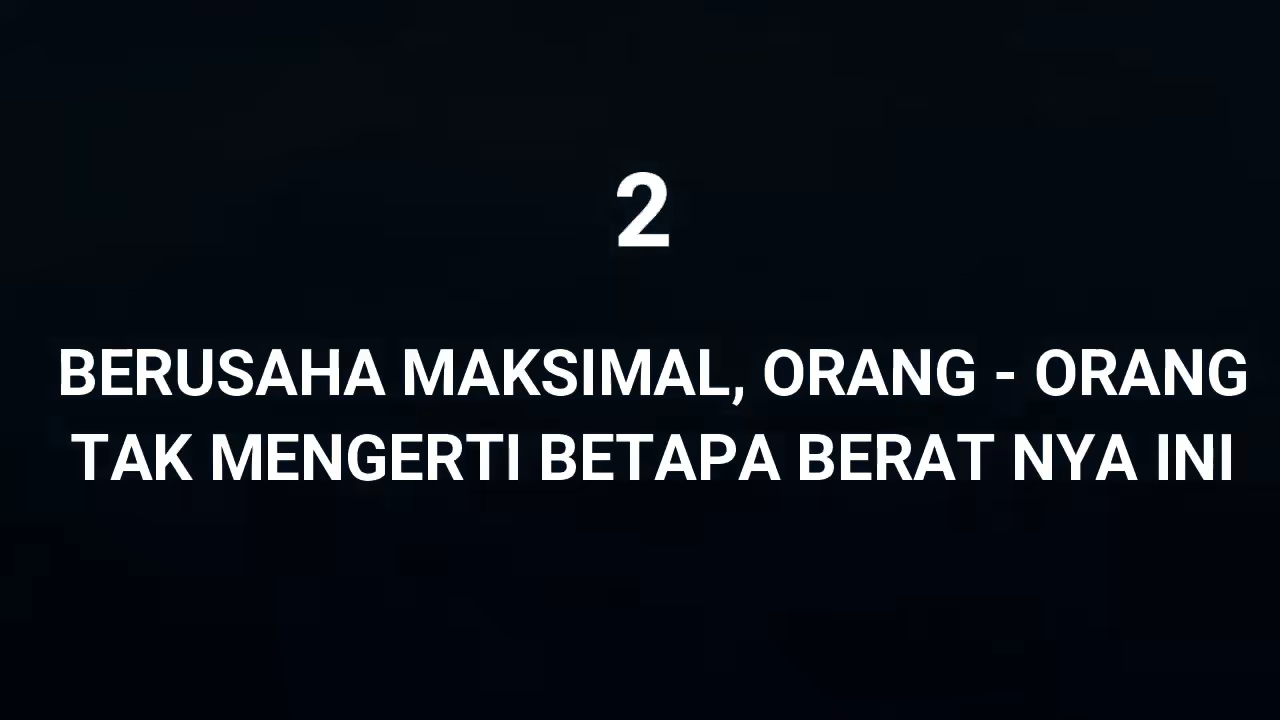 2
BERUSAHA MAKSIMAL, ORANG - ORANG
TAK MENGERTI BETAPA BERAT NYA INI